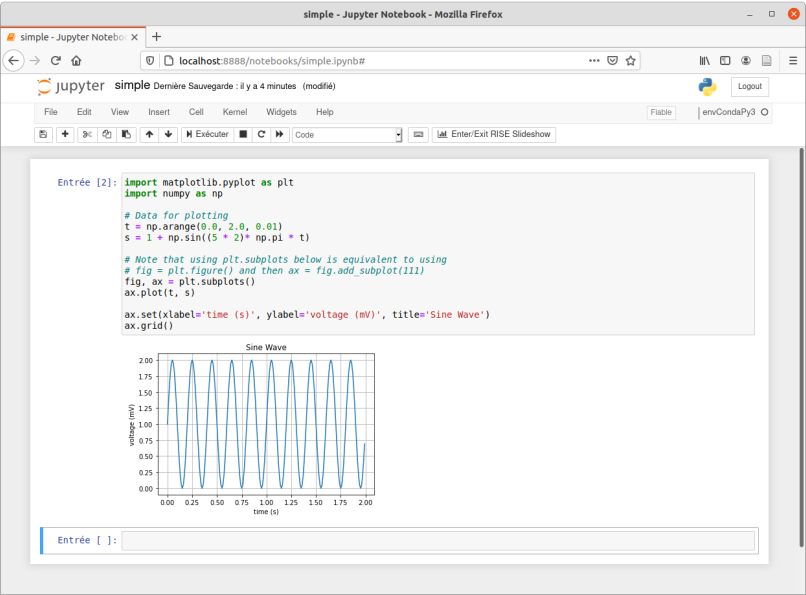 simple - Jupyter Notebook - Mozilla Firefox
simple - Jupyter Noteboo
localhost:8888/notebooks/simple.ipynb#
jupyter simple Dernière Sauvegarde : il y a 4 minutes (modifié)
Logout
File Edit View Insert Cell Kernel Widgets Help
Fiable
envCondaPy3
Exécuter
Code
Enter/Exit RISE Slideshow
Entrée [2]: import matplotlib.pyplot as plt
import numpy as np
# Data for plotting
t = np.arange(0.0, 2.0, 0.01)
s = 1 + np.sin((5 * 2)* np.pi * t)
# Note that using plt.subplots below is equivalent to using
# fig = plt.figure() and then ax = fig.add_subplot(111)
fig, ax = plt.subplots()
ax.plot(t, s)
ax.set(xlabel='time (s)', ylabel='voltage (mV)', title='Sine Wave')
ax.grid()
Sine Wave
2.00
1.75
1.50
1.25
1.00
0.75
0.50
0.25
0.00
voltage (mV)
0.00 0.25 0.50 0.75 1.00 1.25 1.50 1.75 2.00
time (s)
Entrée [ ]: